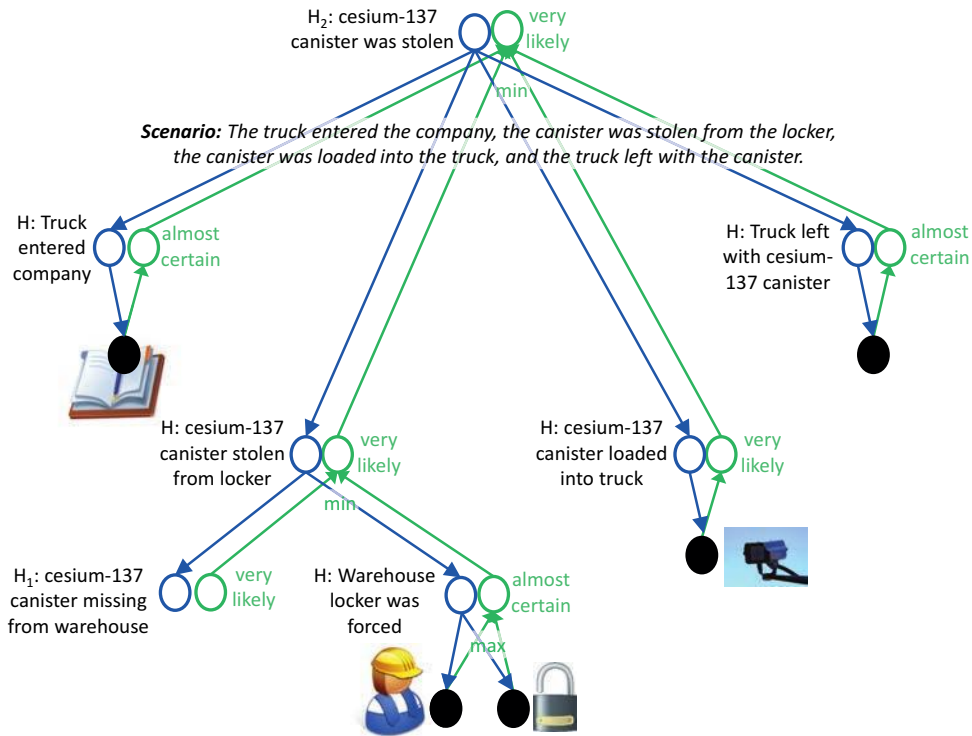 H₂: cesium-137
canister was stolen
very
likely
min
Scenario: The truck entered the company, the canister was stolen from the locker,
the canister was loaded into the truck, and the truck left with the canister.
H: Truck
entered
company
almost
certain
H: Truck left
with cesium-
137 canister
almost
certain
H: cesium-137
canister stolen
from locker
very
likely
min
H: cesium-137
canister loaded
into truck
very
likely
H₁: cesium-137
canister missing
from warehouse
very
likely
H: Warehouse
locker was
forced
almost
certain
max